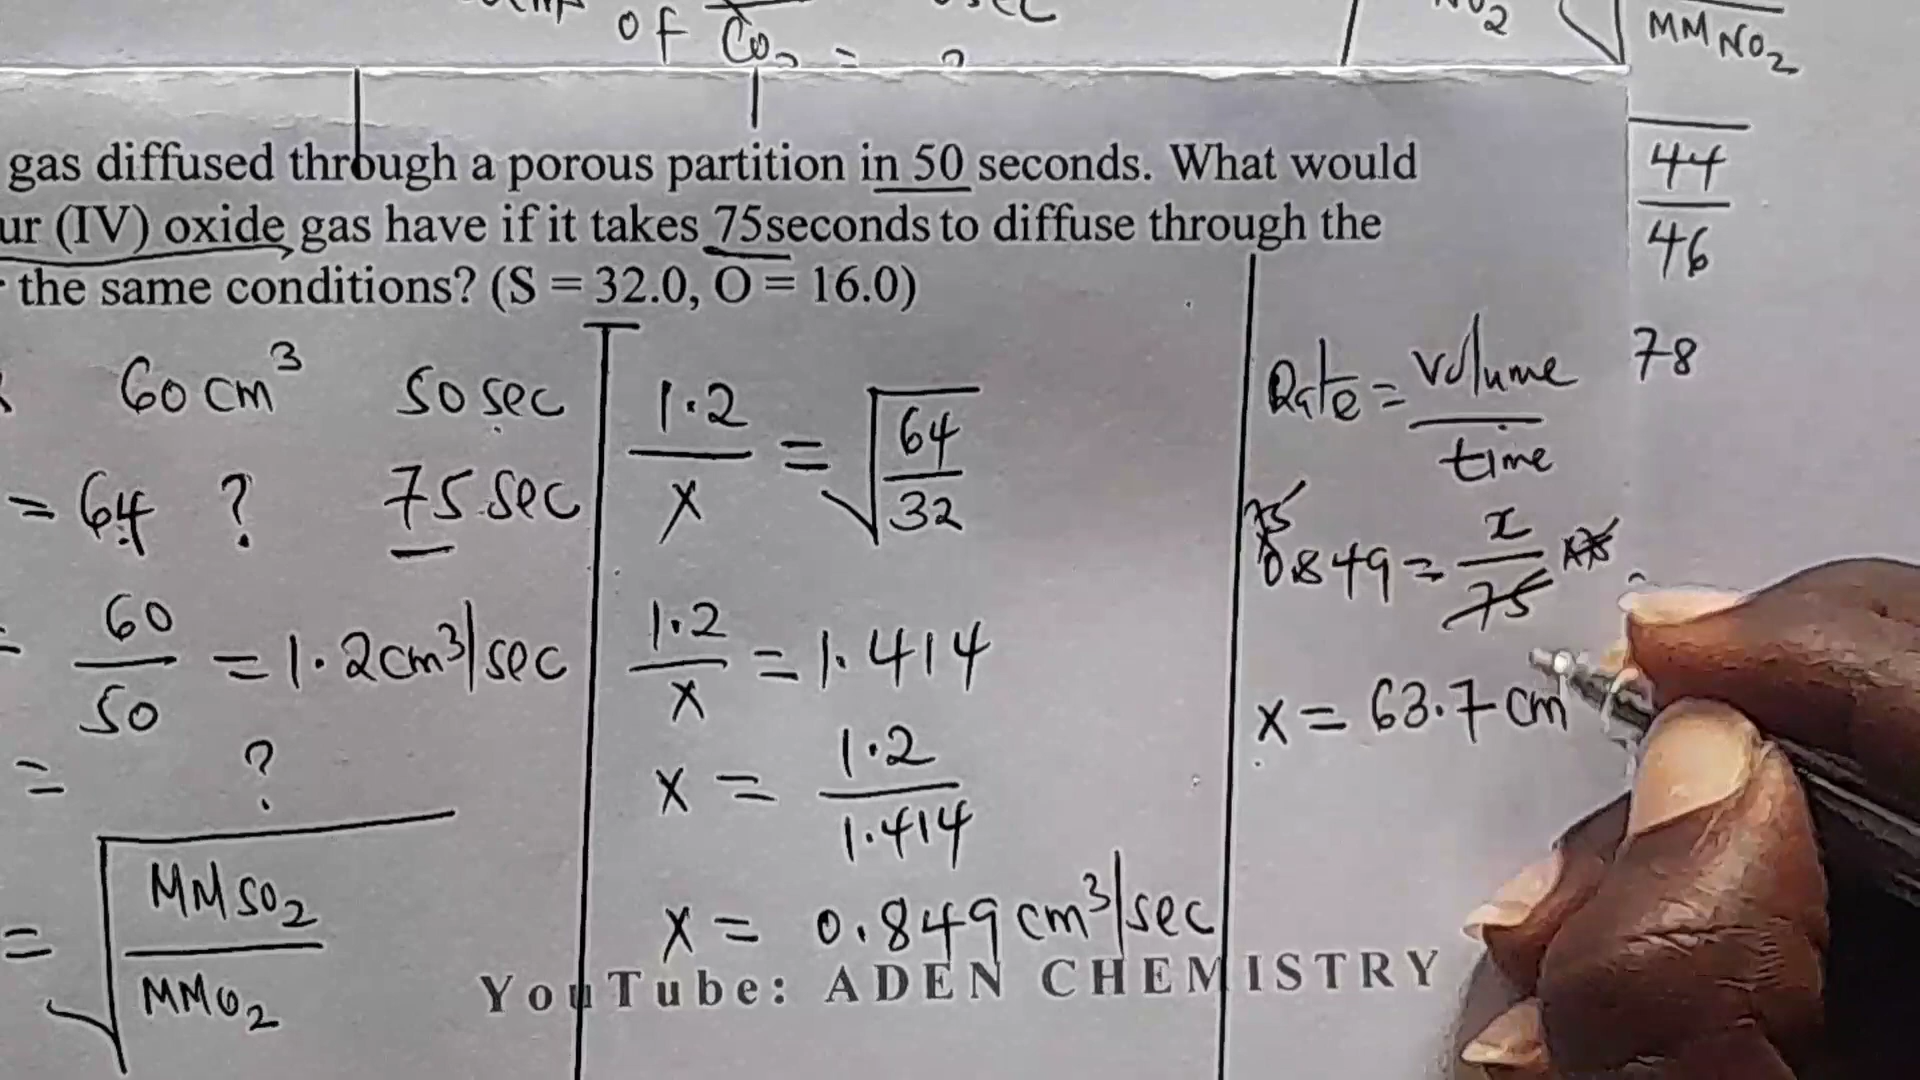 of CO2 = ?
MM NO2
gas diffused through a porous partition in 50 seconds. What would
ur (IV) oxide gas have if it takes 75seconds to diffuse through the
the same conditions? (S = 32.0, O = 16.0)
44
46
78
60 cm³ 50 sec
= 64 ? 75 sec
= 60/50 = 1.2cm³/sec
= ?
= √(MM SO2/MM O2)
1.2/x = √(64/32)
1.2/x = 1.414
x = 1.2/1.414
x = 0.849 cm³/sec
Rate = volume/time
75 x 0.849 = x/75 x 75
x = 63.7 cm
YouTube: ADEN CHEMISTRY